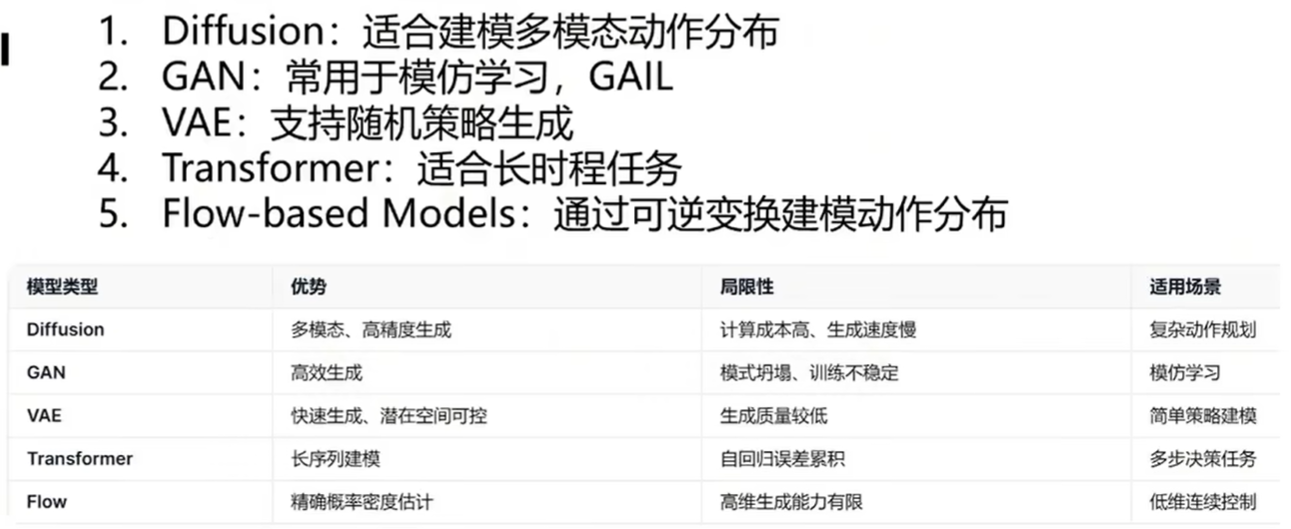 1. Diffusion：适合建模多模态动作分布
2. GAN：常用于模仿学习，GAIL
3. VAE：支持随机策略生成
4. Transformer：适合长时程任务
5. Flow-based Models：通过可逆变换建模动作分布
模型类型 优势 局限性 适用场景
Diffusion 多模态、高精度生成 计算成本高、生成速度慢 复杂动作规划
GAN 高效生成 模式坍塌、训练不稳定 模仿学习
VAE 快速生成、潜在空间可控 生成质量较低 简单策略建模
Transformer 长序列建模 自回归误差累积 多步决策任务
Flow 精确概率密度估计 高维生成能力有限 低维连续控制